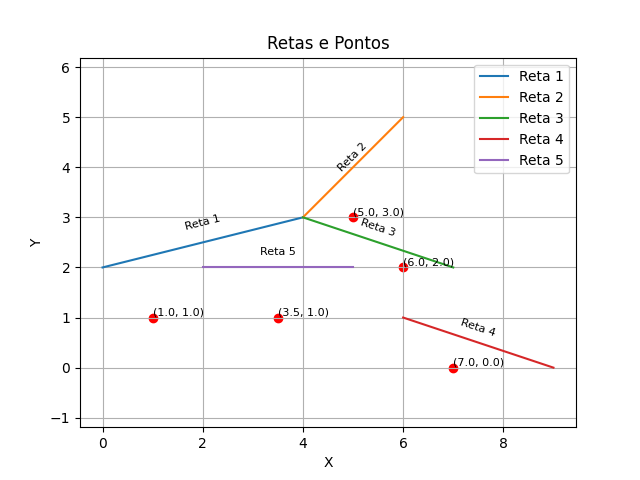 Retas e Pontos
Reta 1
Reta 2
Reta 3
Reta 4
Reta 5
6
5
4
3
2
1
0
−1
Y
Reta 2
(5.0, 3.0)
Reta 1
Reta 3
Reta 5
(6.0, 2.0)
(1.0, 1.0)
(3.5, 1.0)
Reta 4
(7.0, 0.0)
0 2 4 6 8
X